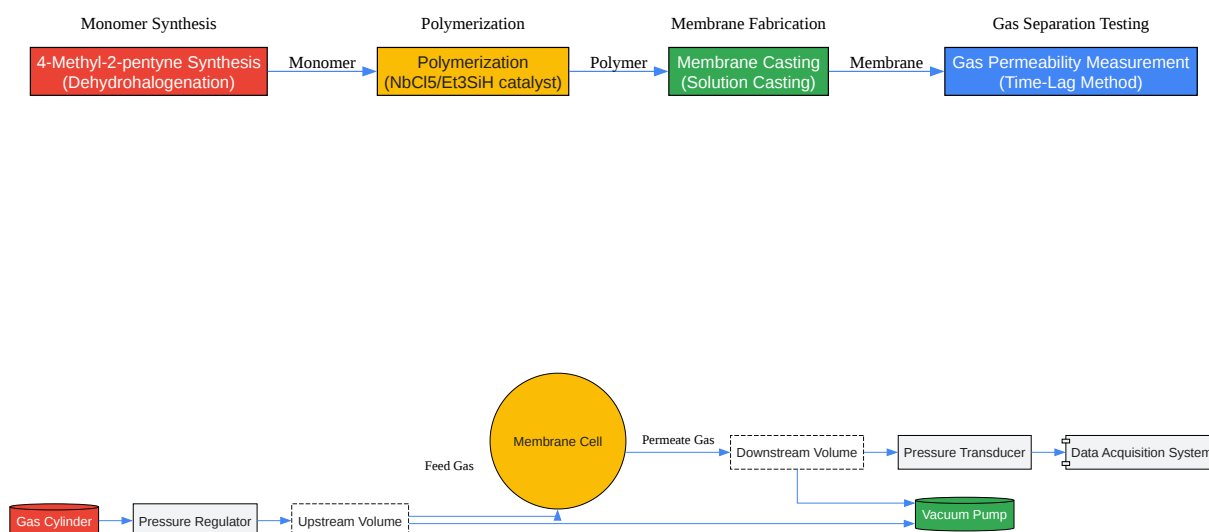 Monomer Synthesis
Polymerization
Membrane Fabrication
Gas Separation Testing
4-Methyl-2-pentyne Synthesis
(Dehydrohalogenation)
Monomer
Polymerization
(NbCl5/Et3SiH catalyst)
Polymer
Membrane Casting
(Solution Casting)
Membrane
Gas Permeability Measurement
(Time-Lag Method)
Membrane Cell
Permeate Gas
Downstream Volume
Pressure Transducer
Data Acquisition System
Feed Gas
Gas Cylinder
Pressure Regulator
Upstream Volume
Vacuum Pump